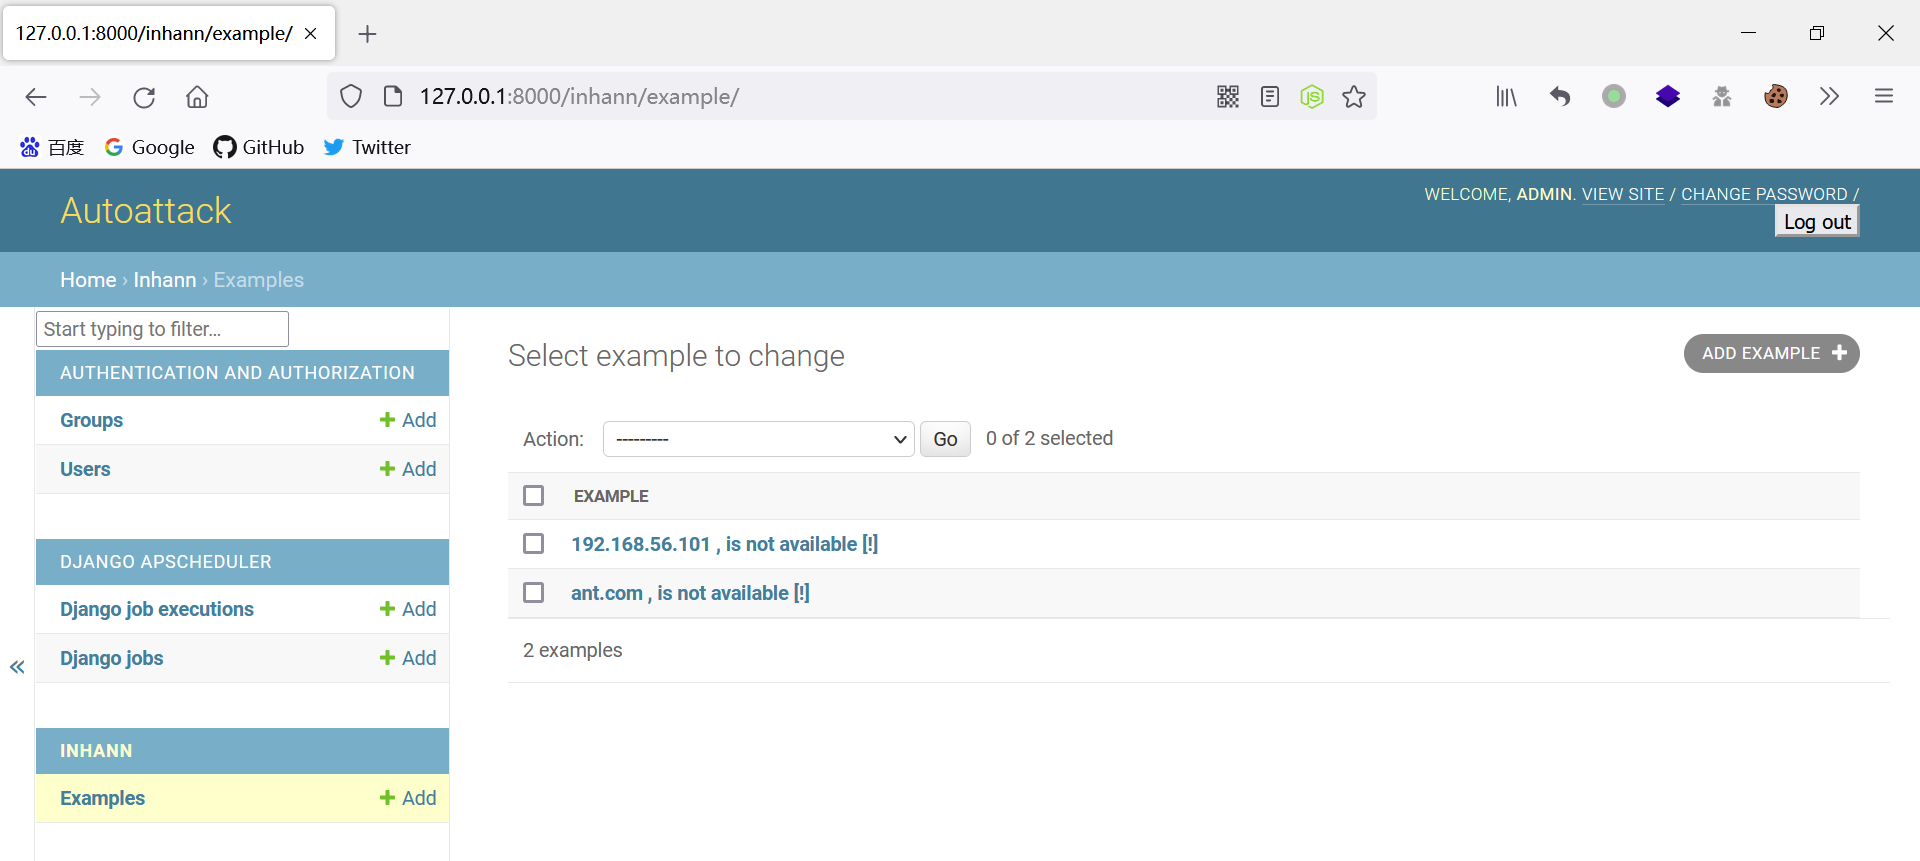 127.0.0.1:8000/inhann/example/
127.0.0.1:8000/inhann/example/
百度 Google GitHub Twitter
Autoattack
WELCOME, ADMIN. VIEW SITE / CHANGE PASSWORD /
Log out
Home › Inhann › Examples
Start typing to filter...
AUTHENTICATION AND AUTHORIZATION
Groups Add
Users Add
DJANGO APSCHEDULER
Django job executions Add
Django jobs Add
«
INHANN
Examples Add
Select example to change
ADD EXAMPLE
Action: --------- Go 0 of 2 selected
EXAMPLE
192.168.56.101 , is not available [!]
ant.com , is not available [!]
2 examples